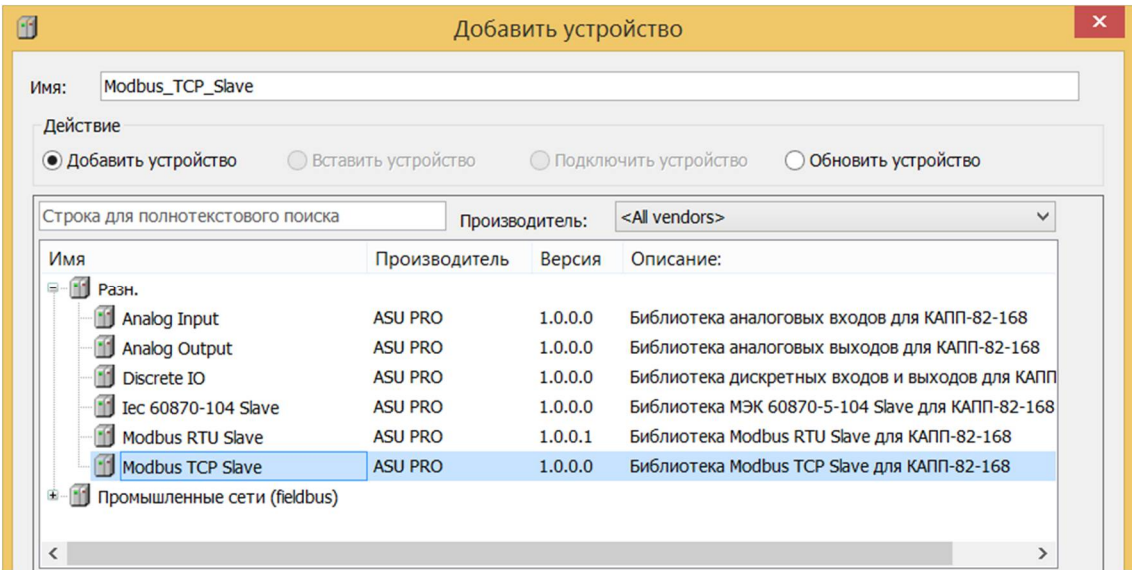 Добавить устройство
Имя: Modbus_TCP_Slave
Действие
Добавить устройство Вставить устройство Подключить устройство Обновить устройство
Строка для полнотекстового поиска Производитель: <All vendors>
Имя Производитель Версия Описание:
Разн.
Analog Input ASU PRO 1.0.0.0 Библиотека аналоговых входов для КАПП-82-168
Analog Output ASU PRO 1.0.0.0 Библиотека аналоговых выходов для КАПП-82-168
Discrete IO ASU PRO 1.0.0.0 Библиотека дискретных входов и выходов для КАПП
Iec 60870-104 Slave ASU PRO 1.0.0.0 Библиотека МЭК 60870-5-104 Slave для КАПП-82-168
Modbus RTU Slave ASU PRO 1.0.0.1 Библиотека Modbus RTU Slave для КАПП-82-168
Modbus TCP Slave ASU PRO 1.0.0.0 Библиотека Modbus TCP Slave для КАПП-82-168
Промышленные сети (fieldbus)